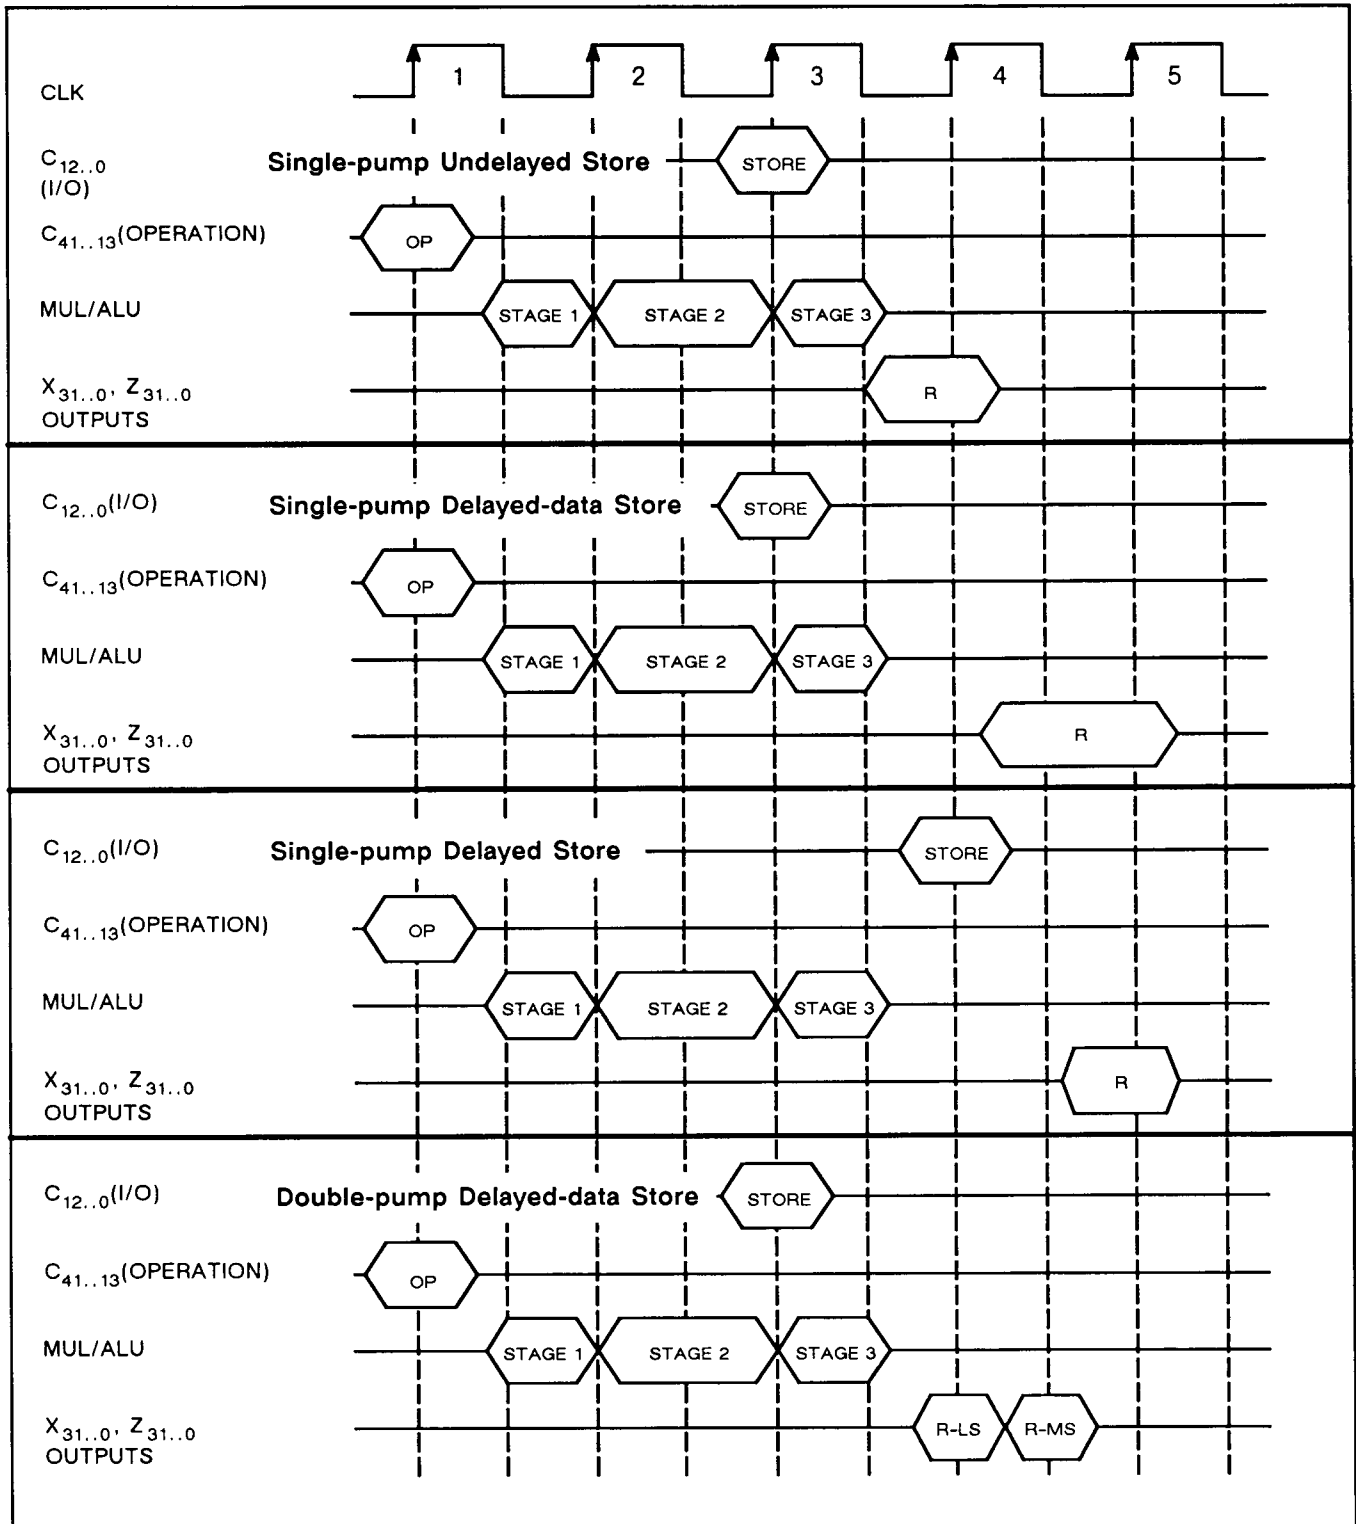 1 2 3 4 5
CLK
C12..0 Single-pump Undelayed Store STORE
(I/O)
C41..13(OPERATION) OP
MUL/ALU STAGE 1 STAGE 2 STAGE 3
X31..0, Z31..0 R
OUTPUTS
C12..0(I/O) Single-pump Delayed-data Store STORE
C41..13(OPERATION) OP
MUL/ALU STAGE 1 STAGE 2 STAGE 3
X31..0, Z31..0 R
OUTPUTS
C12..0(I/O) Single-pump Delayed Store STORE
C41..13(OPERATION) OP
MUL/ALU STAGE 1 STAGE 2 STAGE 3
X31..0, Z31..0 R
OUTPUTS
C12..0(I/O) Double-pump Delayed-data Store STORE
C41..13(OPERATION) OP
MUL/ALU STAGE 1 STAGE 2 STAGE 3
X31..0, Z31..0 R-LS R-MS
OUTPUTS